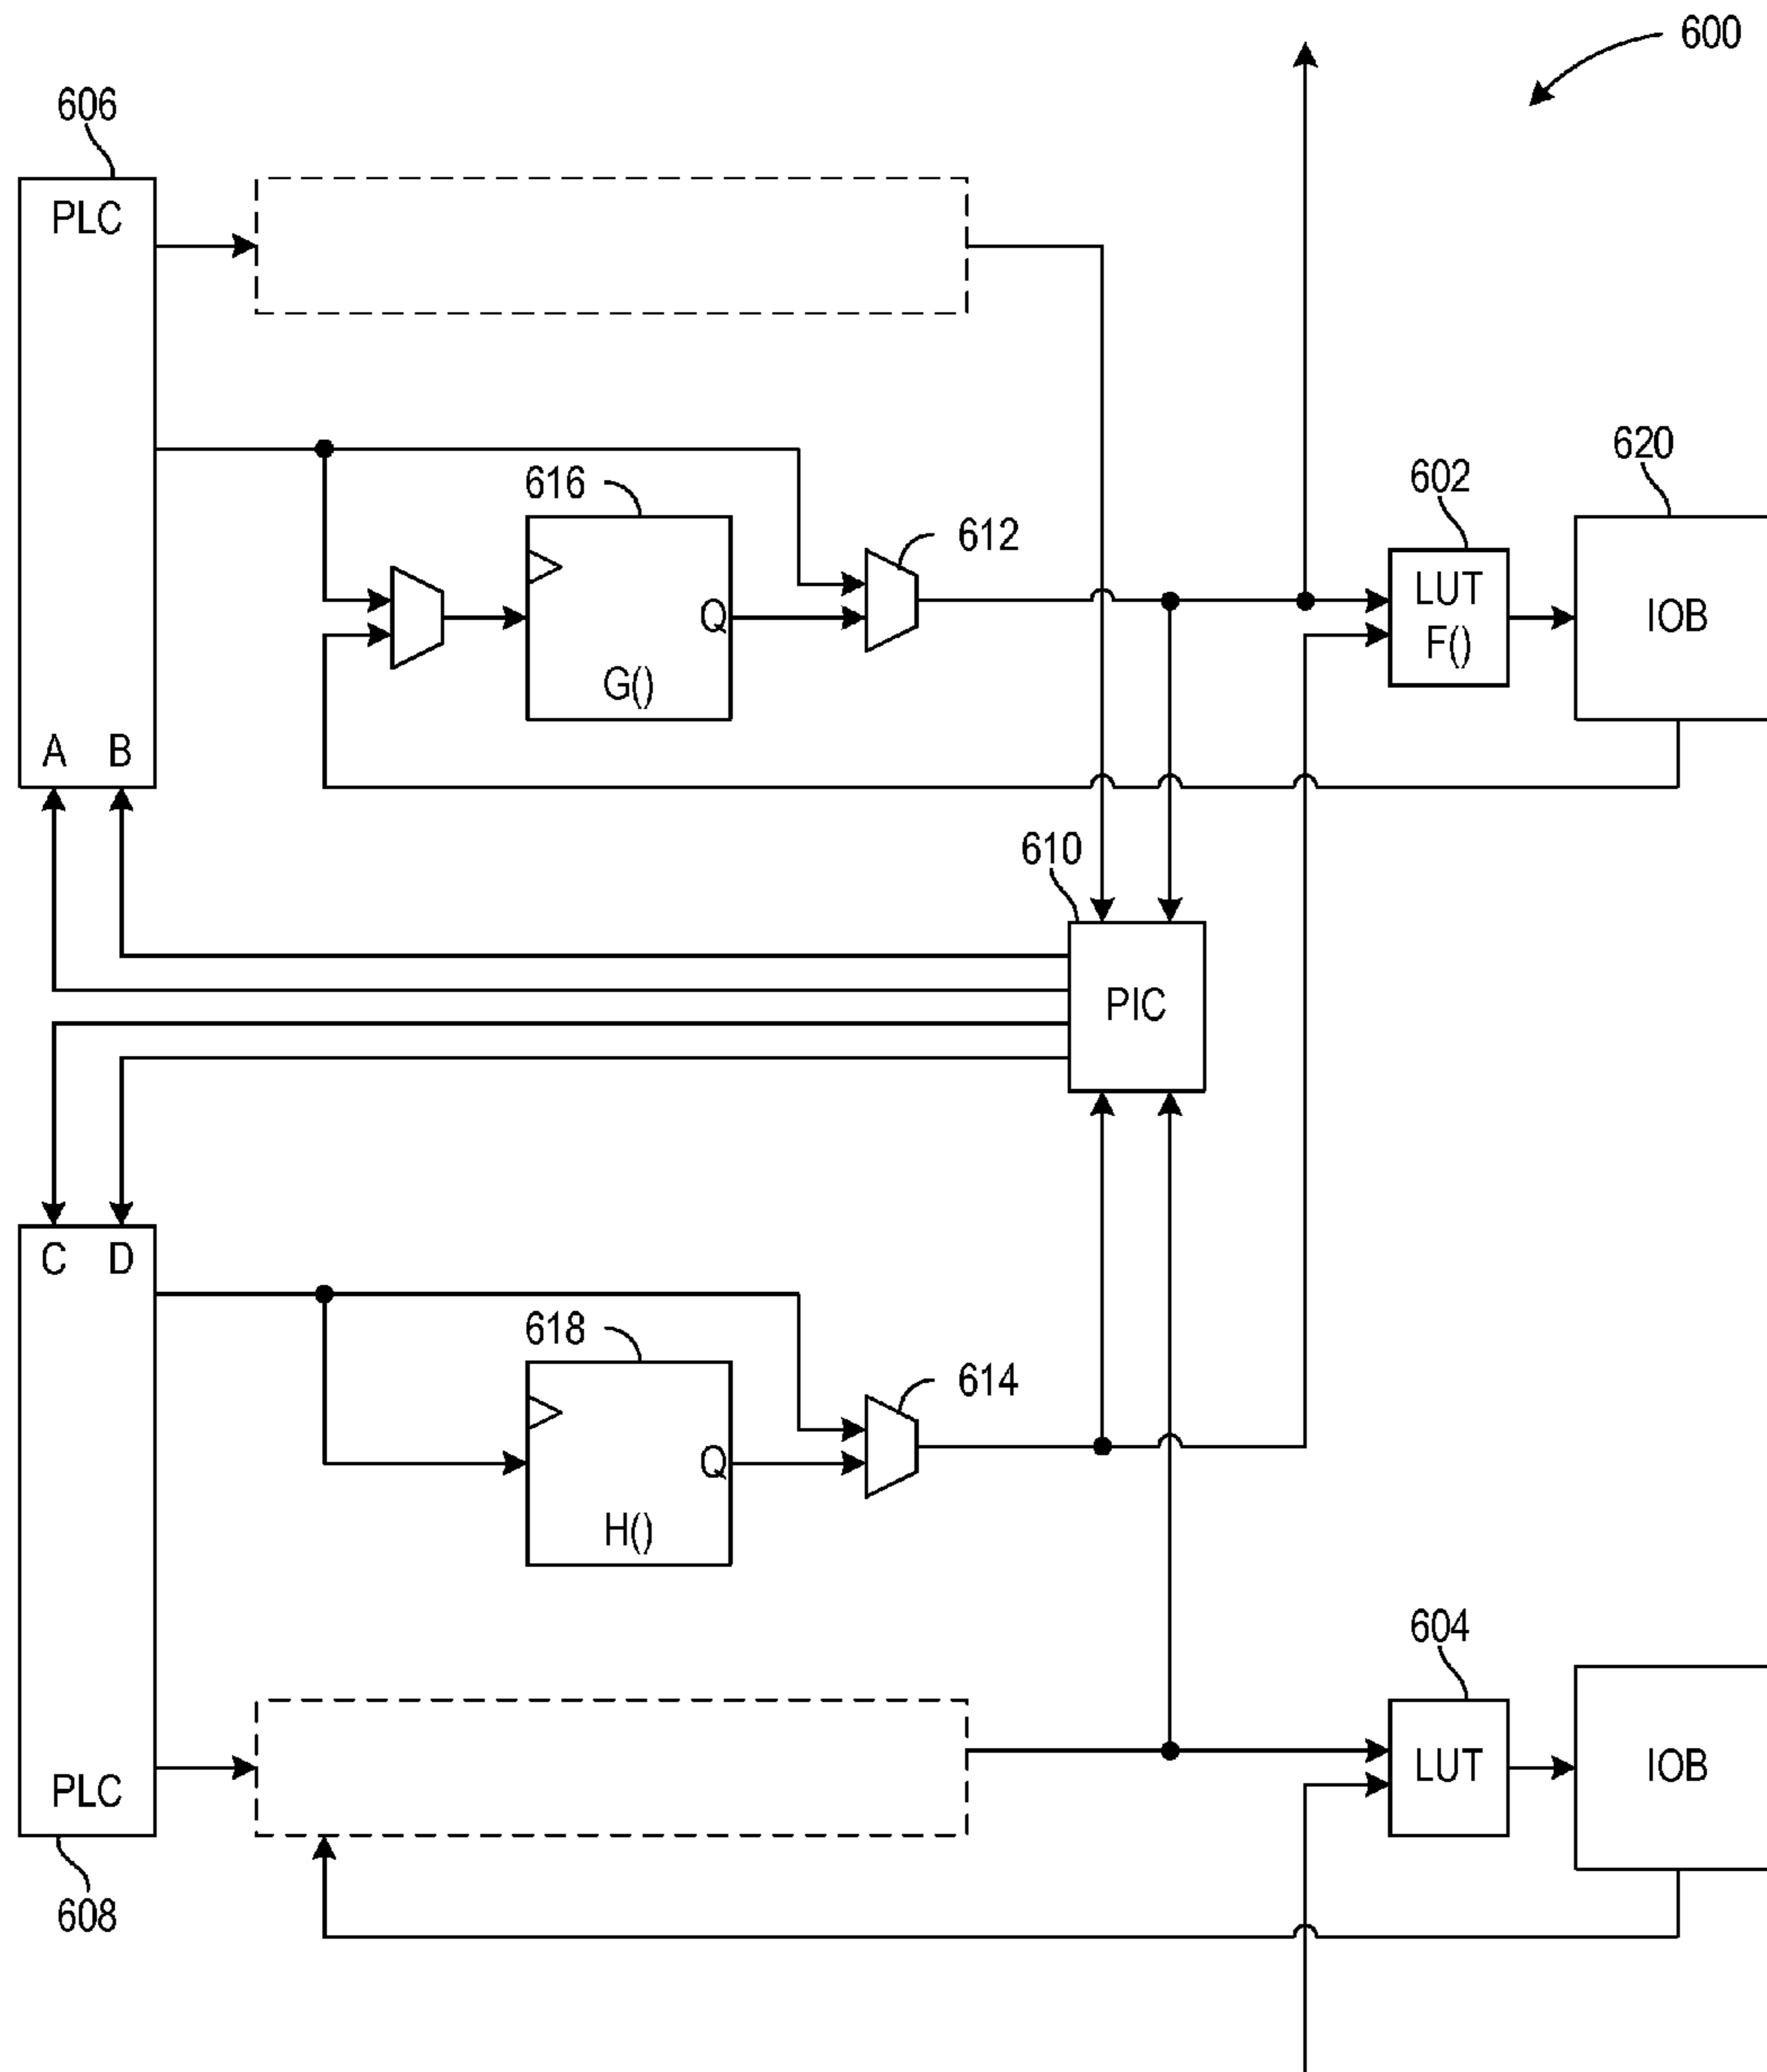 600
606
PLC
616
612
602
620
LUT
F()
IOB
Q
G()
A B
610
PIC
C D
618
614
Q
H()
604
LUT
IOB
PLC
608